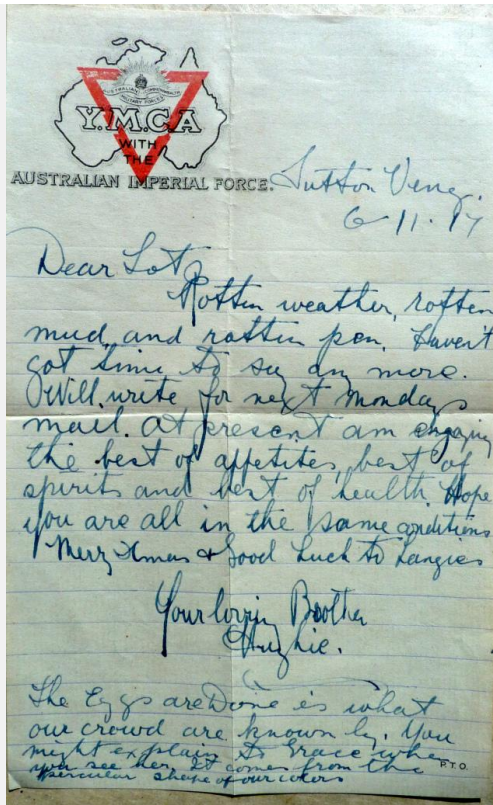 AUSTRALIAN COMMONWEALTH
MILITARY FORCES
Y.M.C.A
WITH
THE
AUSTRALIAN IMPERIAL FORCE.
Sutton Veny.
6-11-17
Dear
Rotten weather, rotten
mud, and rotten pen. Haven't
got time to say any more.
Will write for next Mondays
mail. At present am enjoying
the best of appetites, best of
spirits and best of health. Hope
you are all in the same conditions
Merry Xmas & Good Luck to
Your lovin Brother
Hughie.
The Eggs are Done is what
our crowd are known by. You
might explain to Grace when
you see her. It comes from the
shape of our colors
P.T.O.